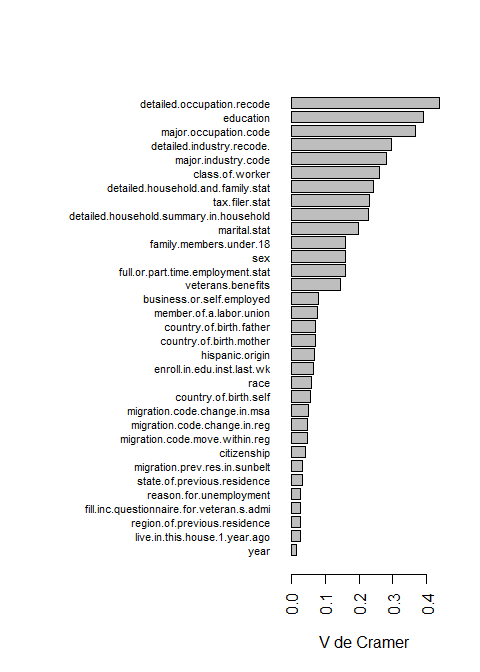 detailed.occupation.recode
education
major.occupation.code
detailed.industry.recode.
major.industry.code
class.of.worker
detailed.household.and.family.stat
tax.filer.stat
detailed.household.summary.in.household
marital.stat
family.members.under.18
sex
full.or.part.time.employment.stat
veterans.benefits
business.or.self.employed
member.of.a.labor.union
country.of.birth.father
country.of.birth.mother
hispanic.origin
enroll.in.edu.inst.last.wk
race
country.of.birth.self
migration.code.change.in.msa
migration.code.change.in.reg
migration.code.move.within.reg
citizenship
migration.prev.res.in.sunbelt
state.of.previous.residence
reason.for.unemployment
fill.inc.questionnaire.for.veteran.s.admi
region.of.previous.residence
live.in.this.house.1.year.ago
year
0.0 0.1 0.2 0.3 0.4
V de Cramer